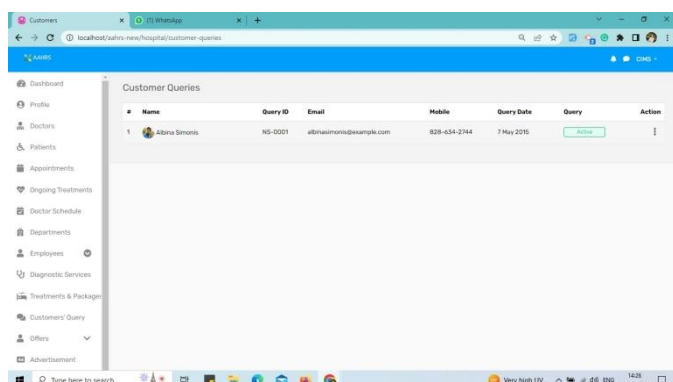 Customers
(1) WhatsApp
localhost/aahrs-new/hospital/customer-queries
AAHRS
CIMS
Dashboard
Profile
Doctors
Patients
Appointments
Ongoing Treatments
Doctor Schedule
Departments
Employees
Diagnostic Services
Treatments & Packages
Customers' Query
Offers
Advertisement
Customer Queries
# Name Query ID Email Mobile Query Date Query Action
1 Albina Simonis NS-0001 albinasimonis@example.com 828-634-2744 7 May 2015 Active
Type here to search
Very high UV
ENG
14:26